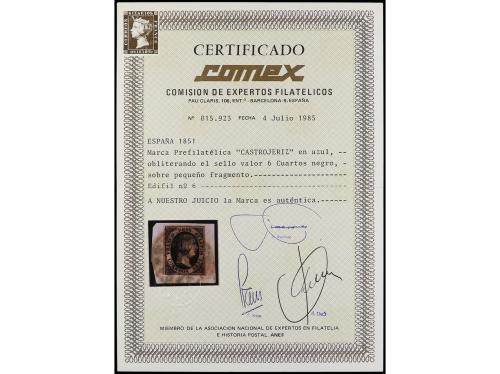 CERTIFICADO
comex
COMISION DE EXPERTOS FILATELICOS
PAU CLARIS, 106, ENT.º - BARCELONA-9. ESPAÑA
Nº 015.923 FECHA 4 Julio 1985
ESPAÑA 1851
Marca Prefilatélica "CASTROJERIZ" en azul, -
obliterando el sello valor 6 Cuartos negro, -
sobre pequeño fragmento.--------------------
Edifil nº 6 --------------------------------
A NUESTRO JUICIO la Marca es auténtica.------
MIEMBRO DE LA ASOCIACION NACIONAL DE EXPERTOS EN FILATELIA
E HISTORIA POSTAL. ANEF